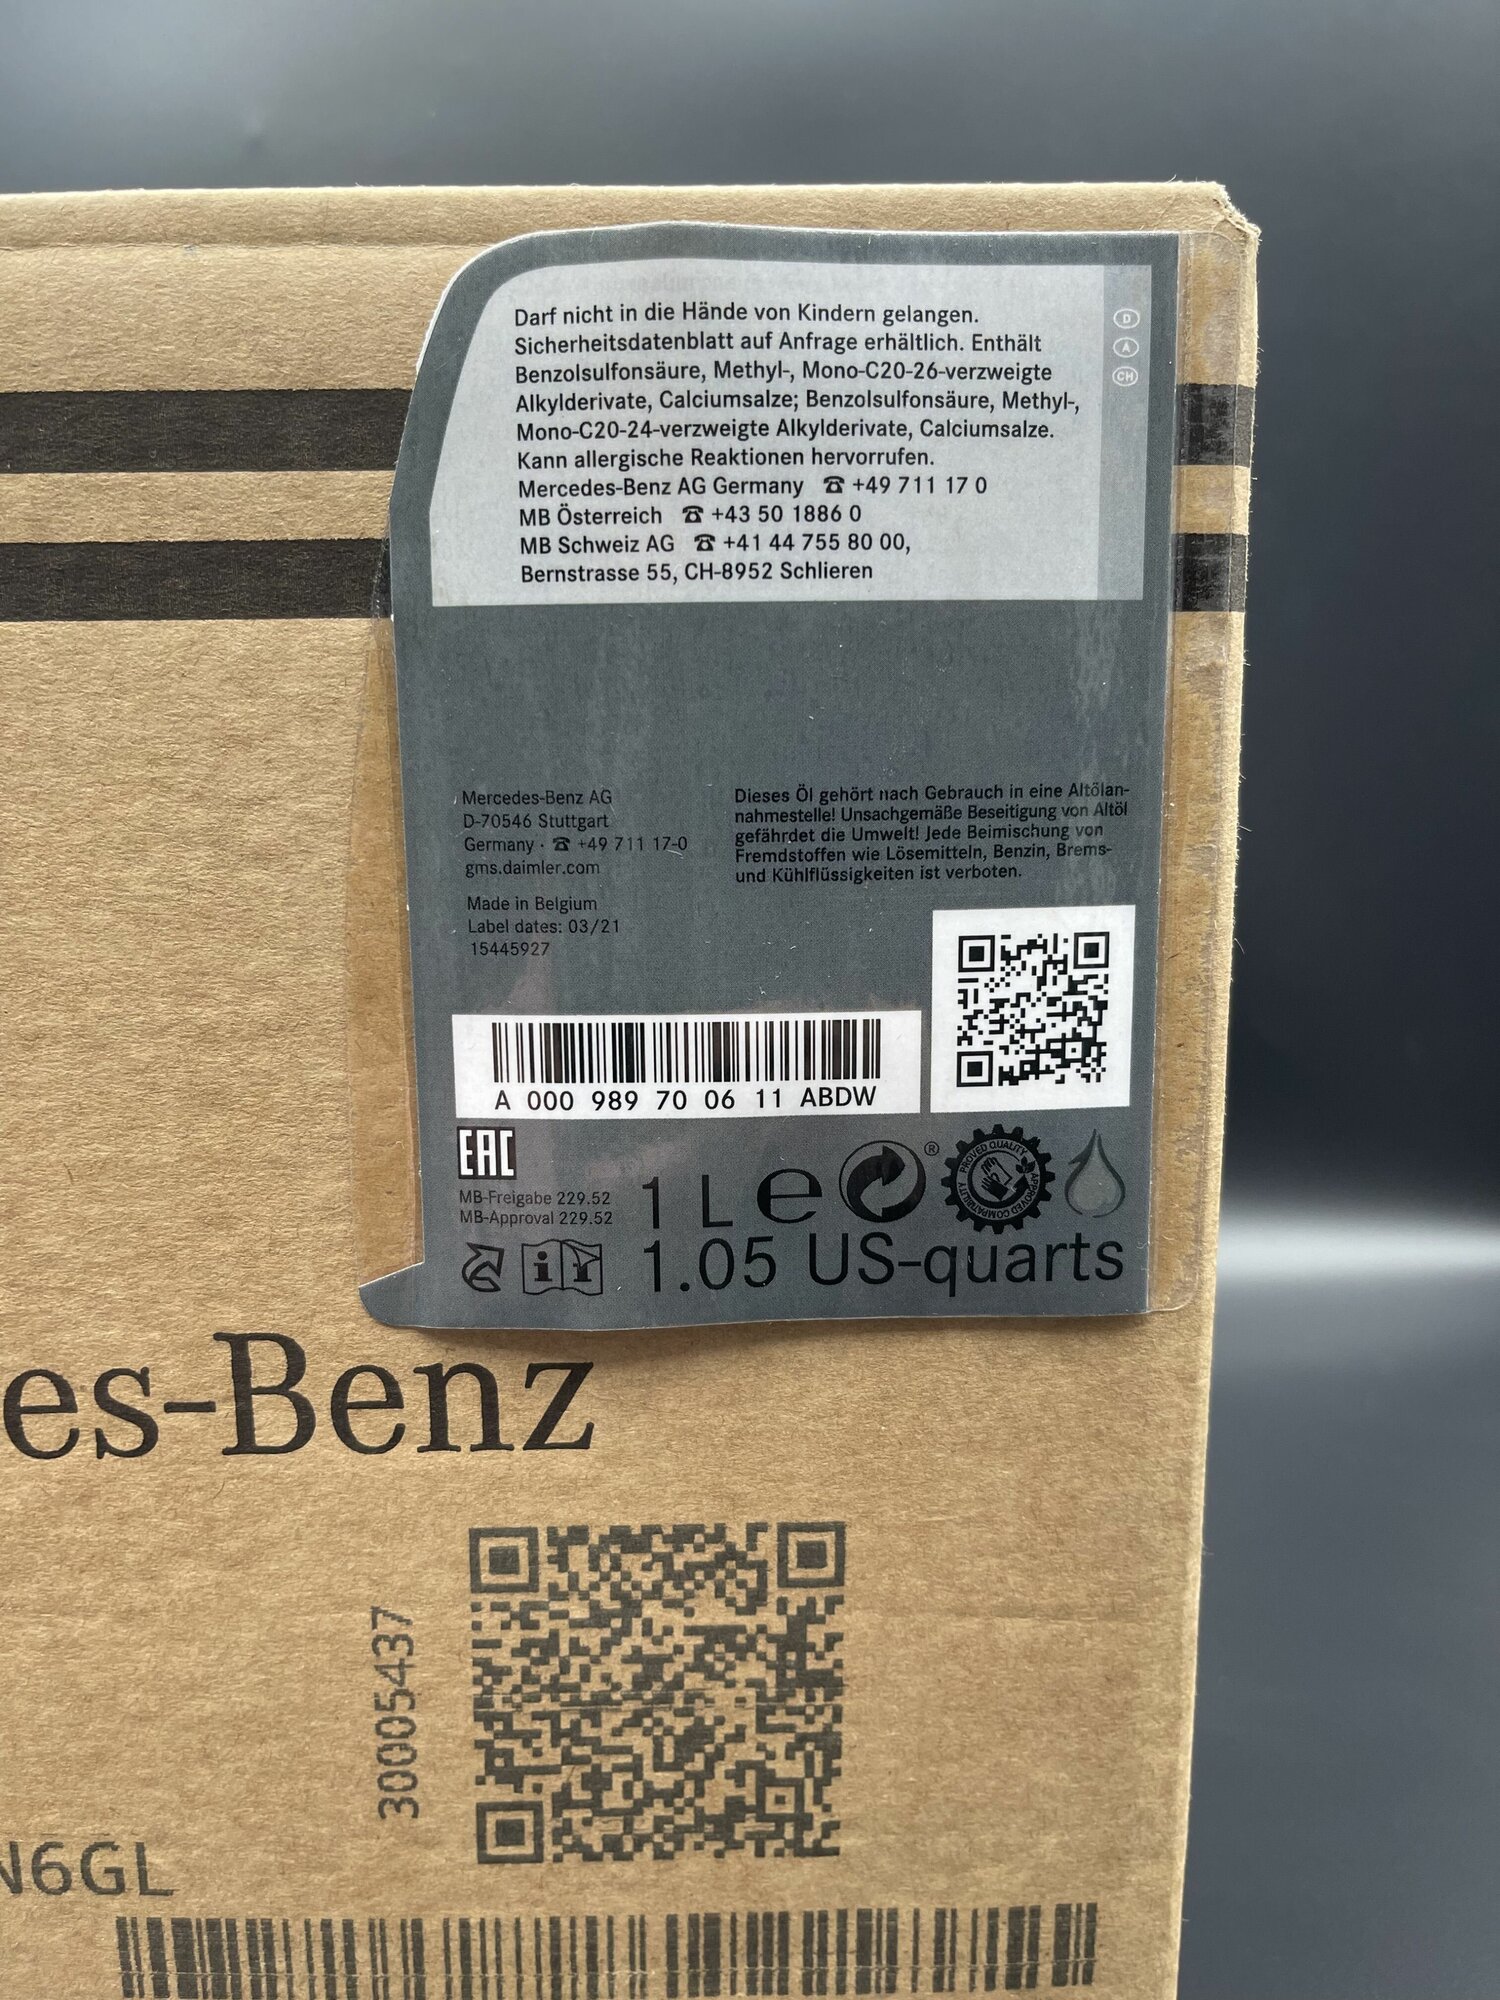 Darf nicht in die Hände von Kindern gelangen.
Sicherheitsdatenblatt auf Anfrage erhältlich. Enthält
Benzolsulfonsäure, Methyl-, Mono-C20-26-verzweigte
Alkylderivate, Calciumsalze; Benzolsulfonsäure, Methyl-,
Mono-C20-24-verzweigte Alkylderivate, Calciumsalze.
Kann allergische Reaktionen hervorrufen.
Mercedes-Benz AG Germany ☎ +49 711 17 0
MB Österreich ☎ +43 50 1886 0
MB Schweiz AG ☎ +41 44 755 80 00,
Bernstrasse 55, CH-8952 Schlieren
D
A
CH
Mercedes-Benz AG
D-70546 Stuttgart
Germany · ☎ +49 711 17-0
gms.daimler.com
Made in Belgium
Label dates: 03/21
15445927
Dieses Öl gehört nach Gebrauch in eine Altölan-
nahmestelle! Unsachgemäße Beseitigung von Altöl
gefährdet die Umwelt! Jede Beimischung von
Fremdstoffen wie Lösemitteln, Benzin, Brems-
und Kühlflüssigkeiten ist verboten.
A 000 989 70 06 11 ABDW
EAC
MB-Freigabe 229.52
MB-Approval 229.52
1 L e ®
PROVED QUALITY
APPROVED COMPATIBILITY
1.05 US-quarts
es-Benz
3005437
N6GL